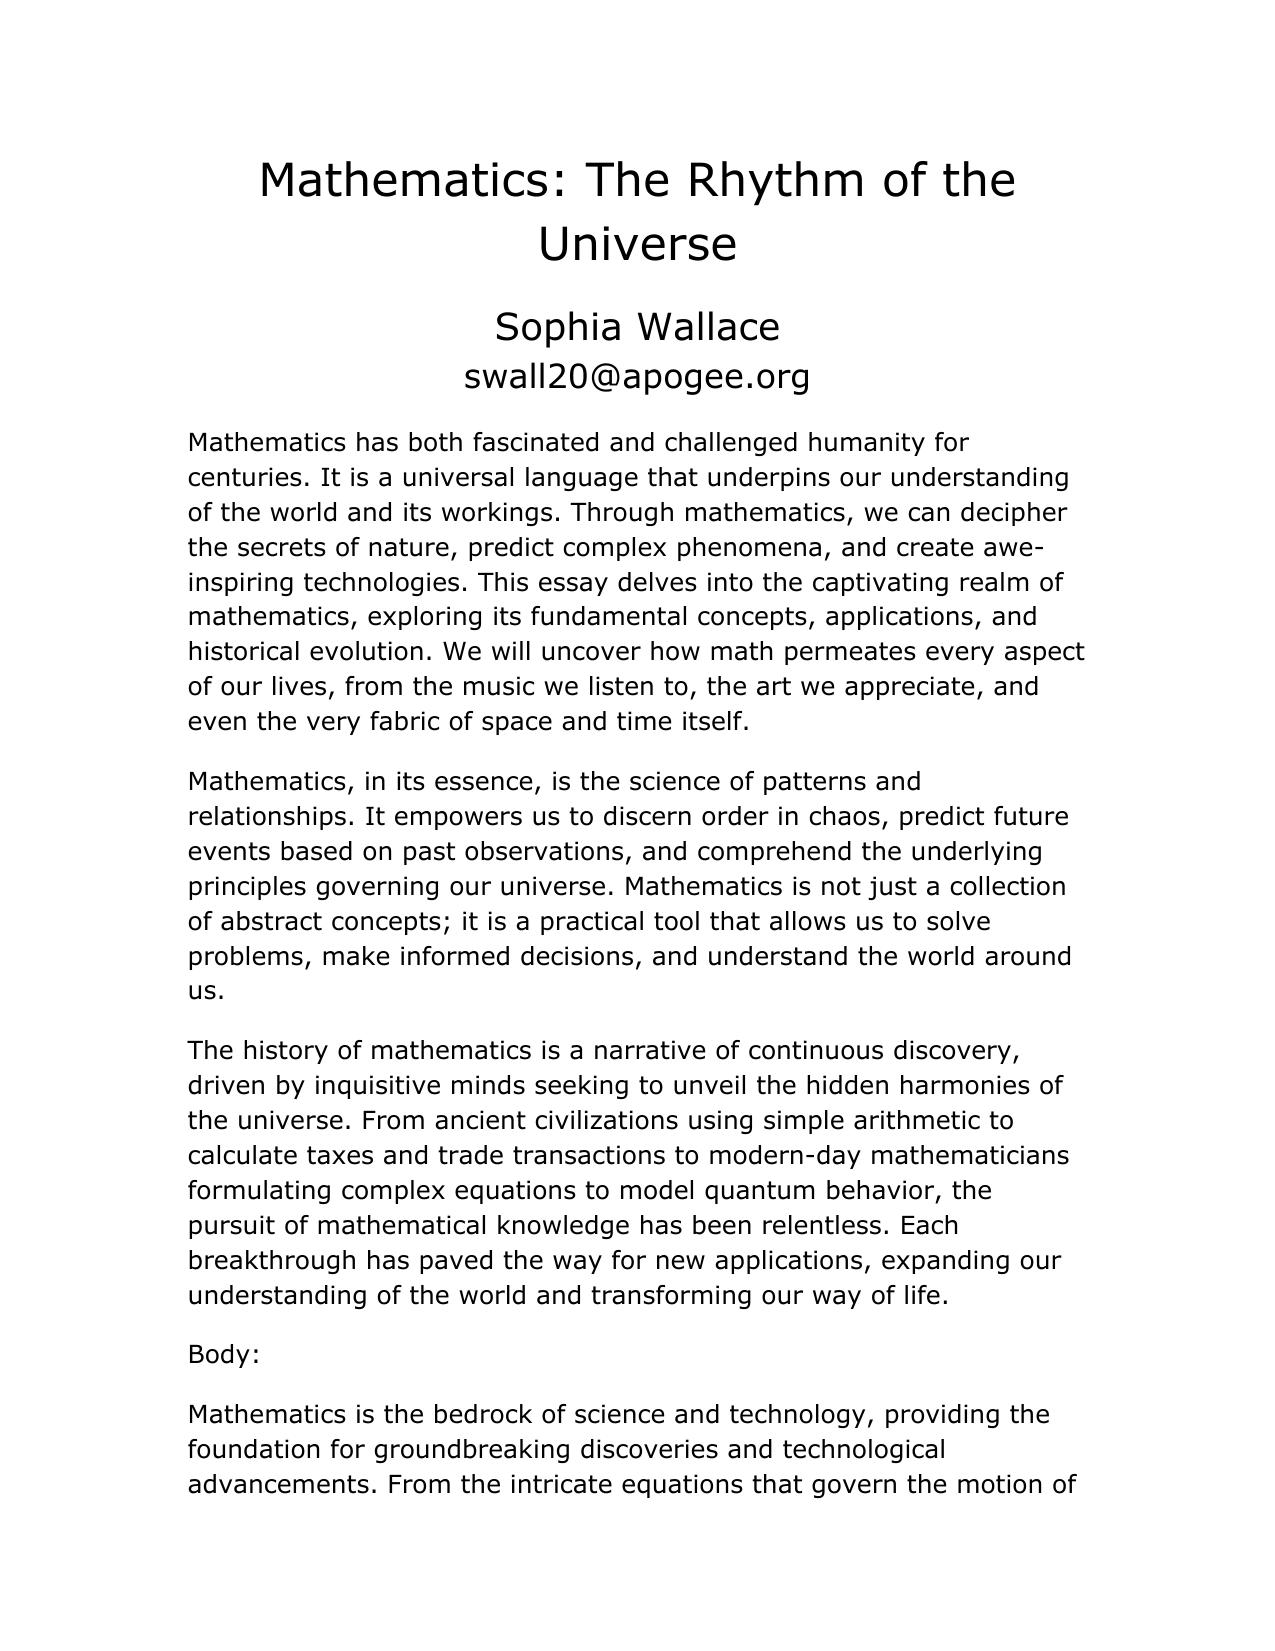 Mathematics: The Rhythm of the
Universe
Sophia Wallace
swall20@apogee.org
Mathematics has both fascinated and challenged humanity for
centuries. It is a universal language that underpins our understanding
of the world and its workings. Through mathematics, we can decipher
the secrets of nature, predict complex phenomena, and create awe-
inspiring technologies. This essay delves into the captivating realm of
mathematics, exploring its fundamental concepts, applications, and
historical evolution. We will uncover how math permeates every aspect
of our lives, from the music we listen to, the art we appreciate, and
even the very fabric of space and time itself.
Mathematics, in its essence, is the science of patterns and
relationships. It empowers us to discern order in chaos, predict future
events based on past observations, and comprehend the underlying
principles governing our universe. Mathematics is not just a collection
of abstract concepts; it is a practical tool that allows us to solve
problems, make informed decisions, and understand the world around
us.
The history of mathematics is a narrative of continuous discovery,
driven by inquisitive minds seeking to unveil the hidden harmonies of
the universe. From ancient civilizations using simple arithmetic to
calculate taxes and trade transactions to modern-day mathematicians
formulating complex equations to model quantum behavior, the
pursuit of mathematical knowledge has been relentless. Each
breakthrough has paved the way for new applications, expanding our
understanding of the world and transforming our way of life.
Body:
Mathematics is the bedrock of science and technology, providing the
foundation for groundbreaking discoveries and technological
advancements. From the intricate equations that govern the motion of